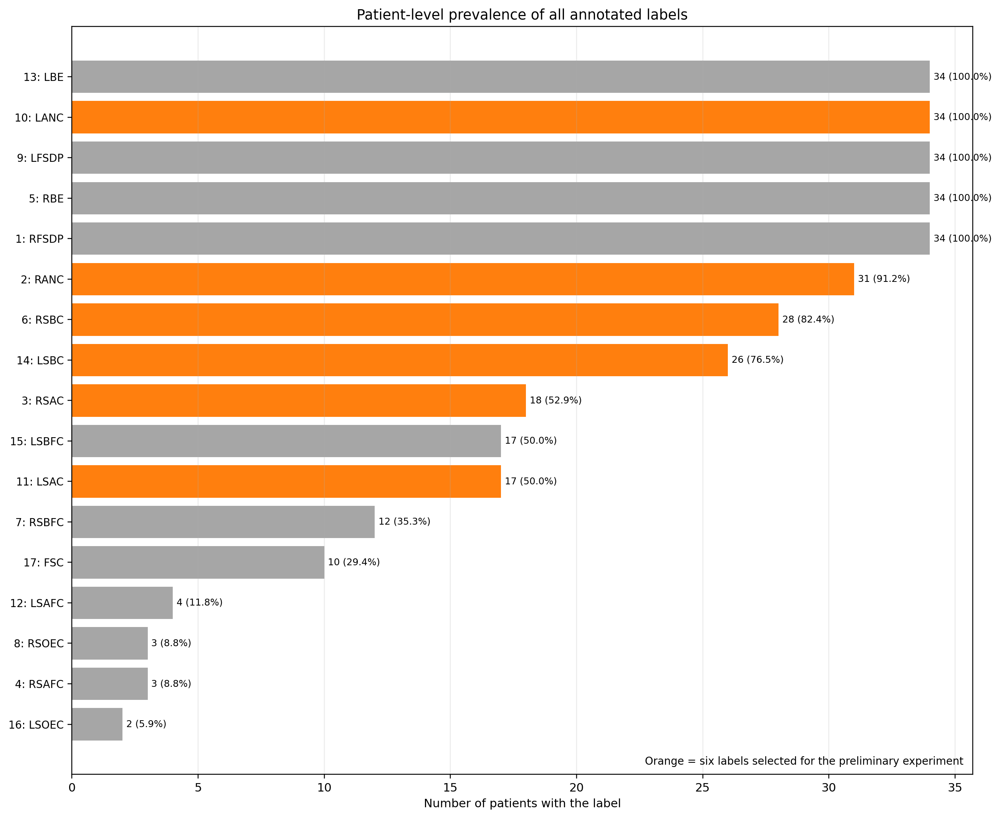 Patient-level prevalence of all annotated labels
13: LBE 34 (100.0%)
10: LANC 34 (100.0%)
9: LFSDP 34 (100.0%)
5: RBE 34 (100.0%)
1: RFSDP 34 (100.0%)
2: RANC 31 (91.2%)
6: RSBC 28 (82.4%)
14: LSBC 26 (76.5%)
3: RSAC 18 (52.9%)
15: LSBFC 17 (50.0%)
11: LSAC 17 (50.0%)
7: RSBFC 12 (35.3%)
17: FSC 10 (29.4%)
12: LSAFC 4 (11.8%)
8: RSOEC 3 (8.8%)
4: RSAFC 3 (8.8%)
16: LSOEC 2 (5.9%)
Orange = six labels selected for the preliminary experiment
0 5 10 15 20 25 30 35
Number of patients with the label